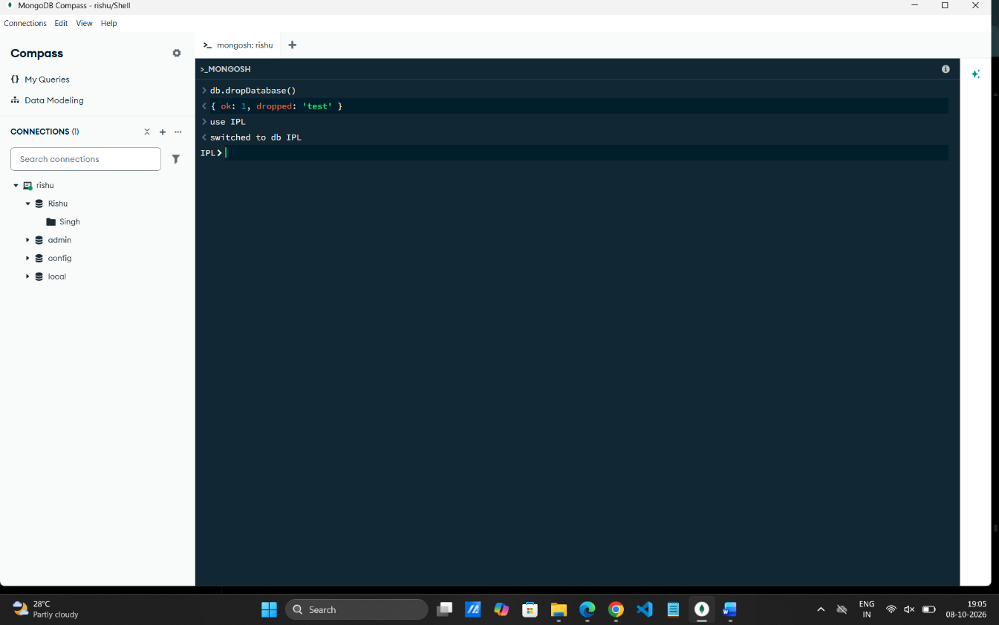 MongoDB Compass - rishu/Shell
Connections Edit View Help
Compass
My Queries
Data Modeling
CONNECTIONS (1)
Search connections
rishu
Rishu
Singh
admin
config
local
>_ mongosh: rishu
>_MONGOSH
> db.dropDatabase()
< { ok: 1, dropped: 'test' }
> use IPL
< switched to db IPL
IPL>
28°C
Partly cloudy
Search
ENG
IN
19:05
08-10-2026